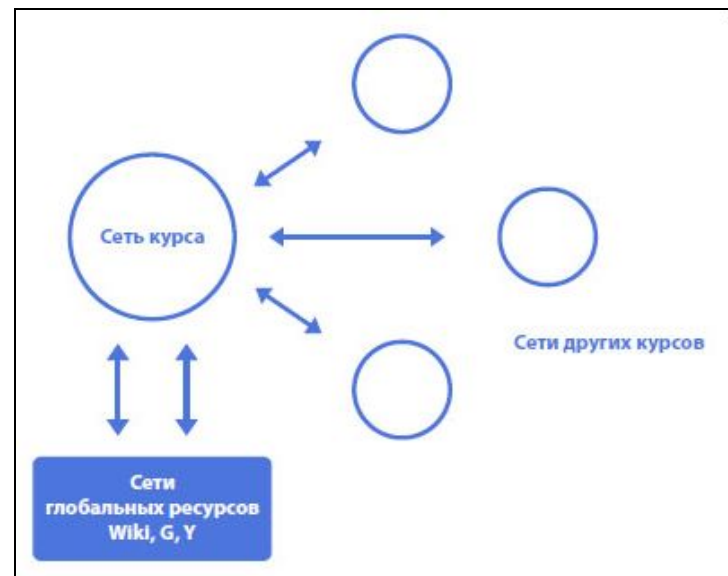 Сеть курса
Сети других курсов
Сети
глобальных ресурсов
Wiki, G, Y